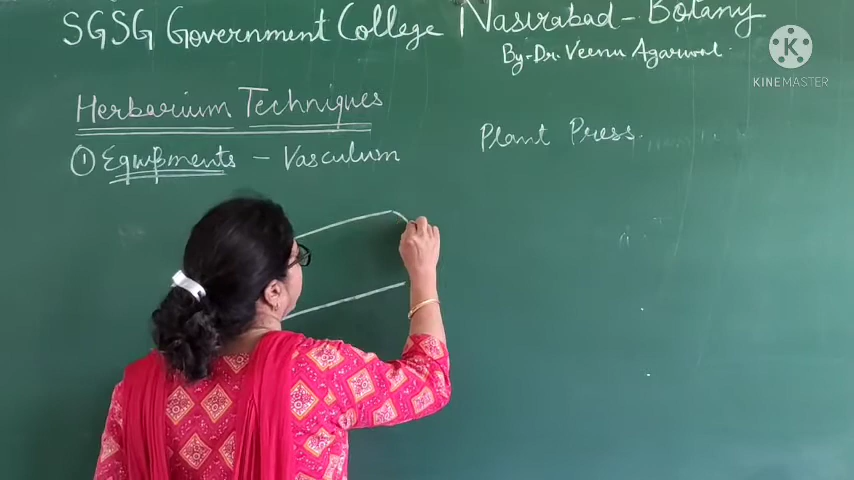 SGSG Government College Nasirabad - Botany
By - Dr. Veenu Agarwal.
KINEMASTER
Herbarium Techniques
Plant Press.
① Equipments - Vasculum